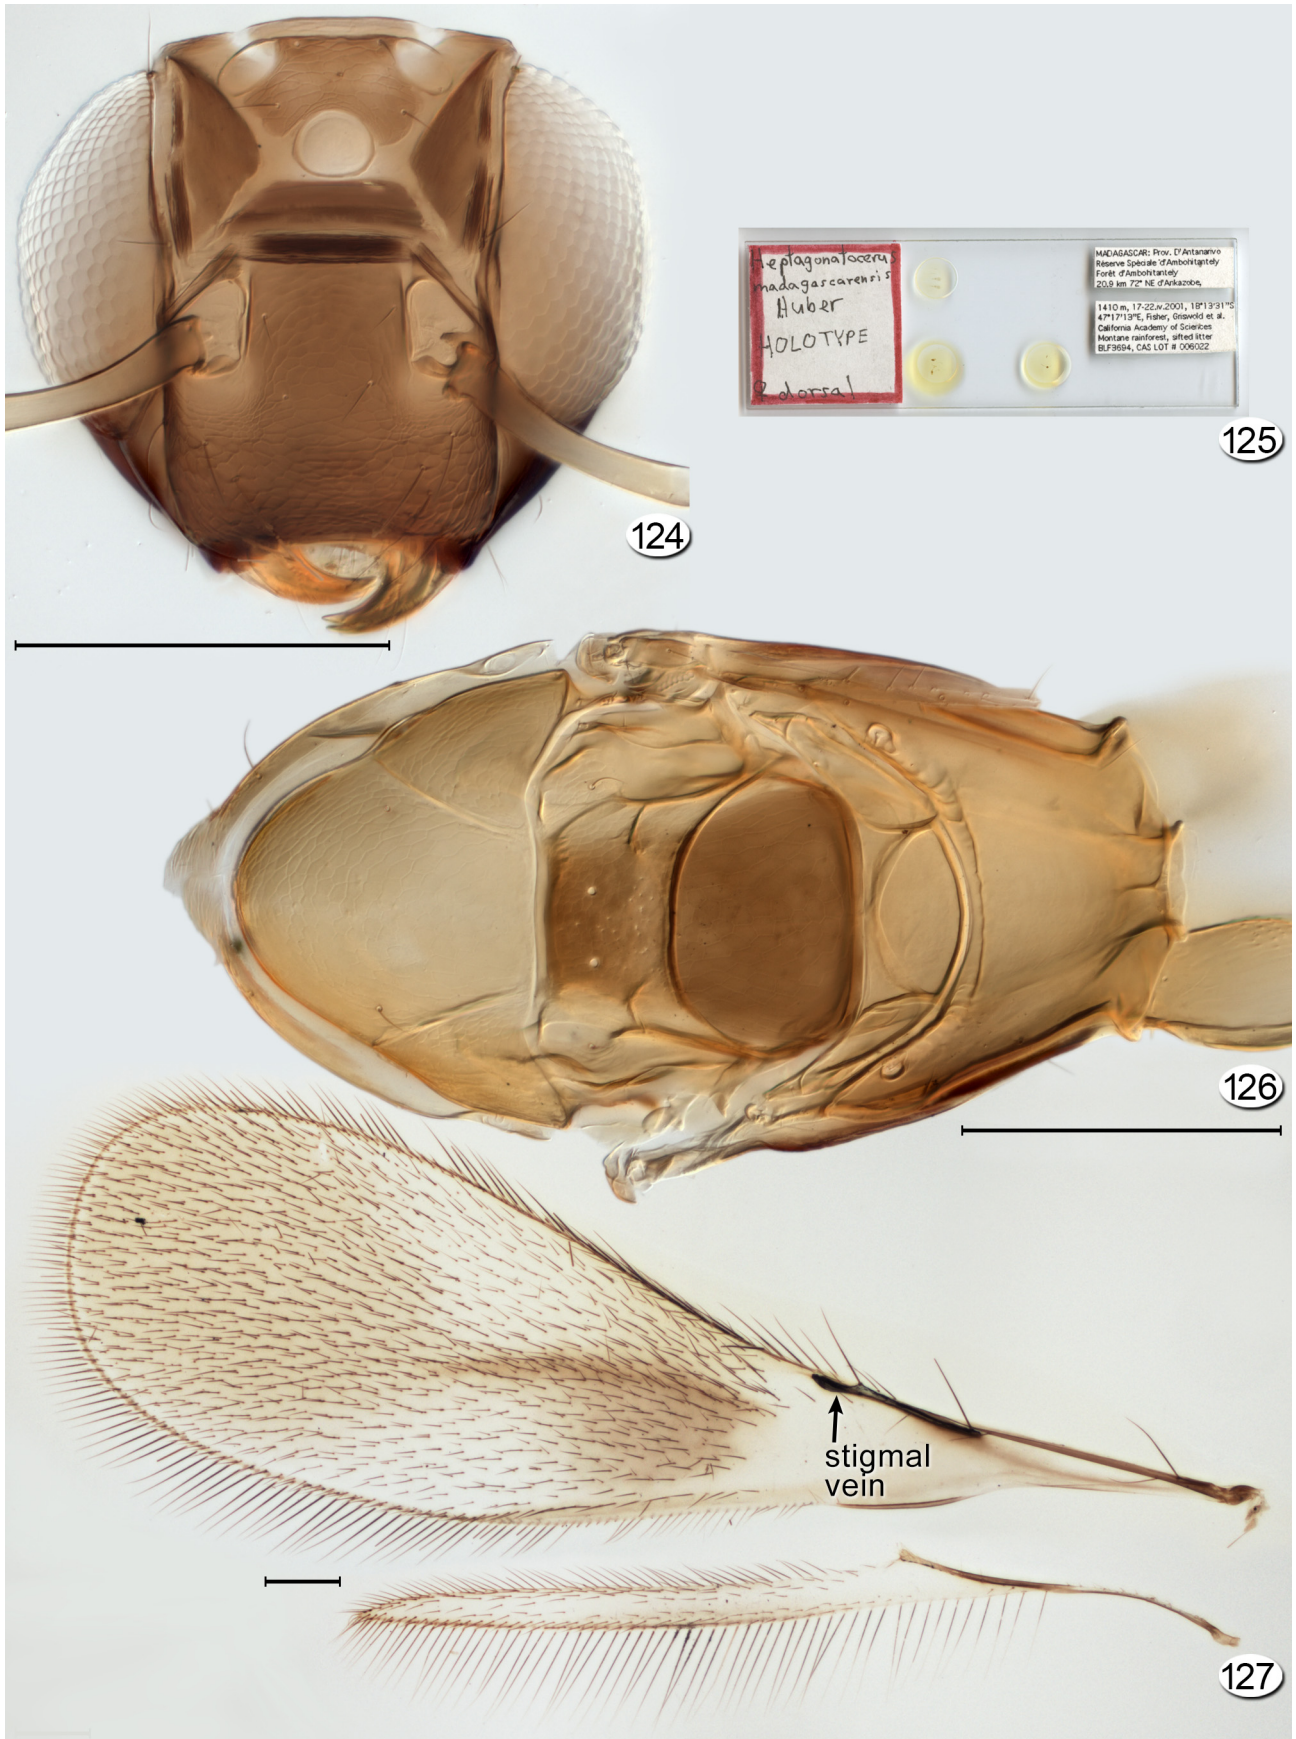 Heptagonatocerus
madagascarensis
Huber
HOLOTYPE
♀ dorsal
MADAGASCAR: Prov. D'Antanarivo
Réserve Spéciale d'Ambohitantely
Forêt d'Ambohitantely
20.9 km 72° NE d'Ankazobe,
1410 m, 17-22.iv.2001, 18°13'31"S
47°17'13"E, Fisher, Griswold et al.
California Academy of Sciences
Montane rainforest, sifted litter
BLF3694, CAS LOT # 006022
125
124
126
stigmal
vein
127